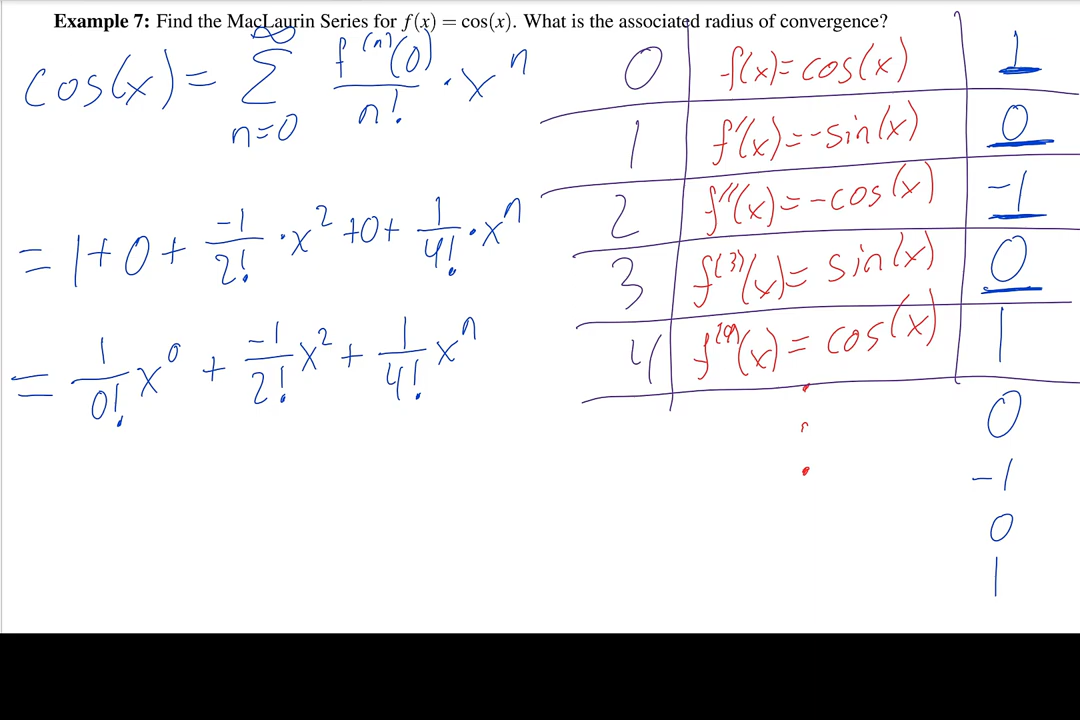 Example 7: Find the MacLaurin Series for f(x) = cos(x). What is the associated radius of convergence?
cos(x) = ∞ Σ n=0 f^(n)(0)/n! · x^n
= 1 + 0 + -1/2! · x^2 + 0 + 1/4! · x^n
= 1/0! x^0 + -1/2! x^2 + 1/4! x^n
0 f(x) = cos(x) 1
1 f'(x) = -sin(x) 0
2 f''(x) = -cos(x) -1
3 f^(3)(x) = sin(x) 0
4 f^(4)(x) = cos(x) 1
0
-1
0
1